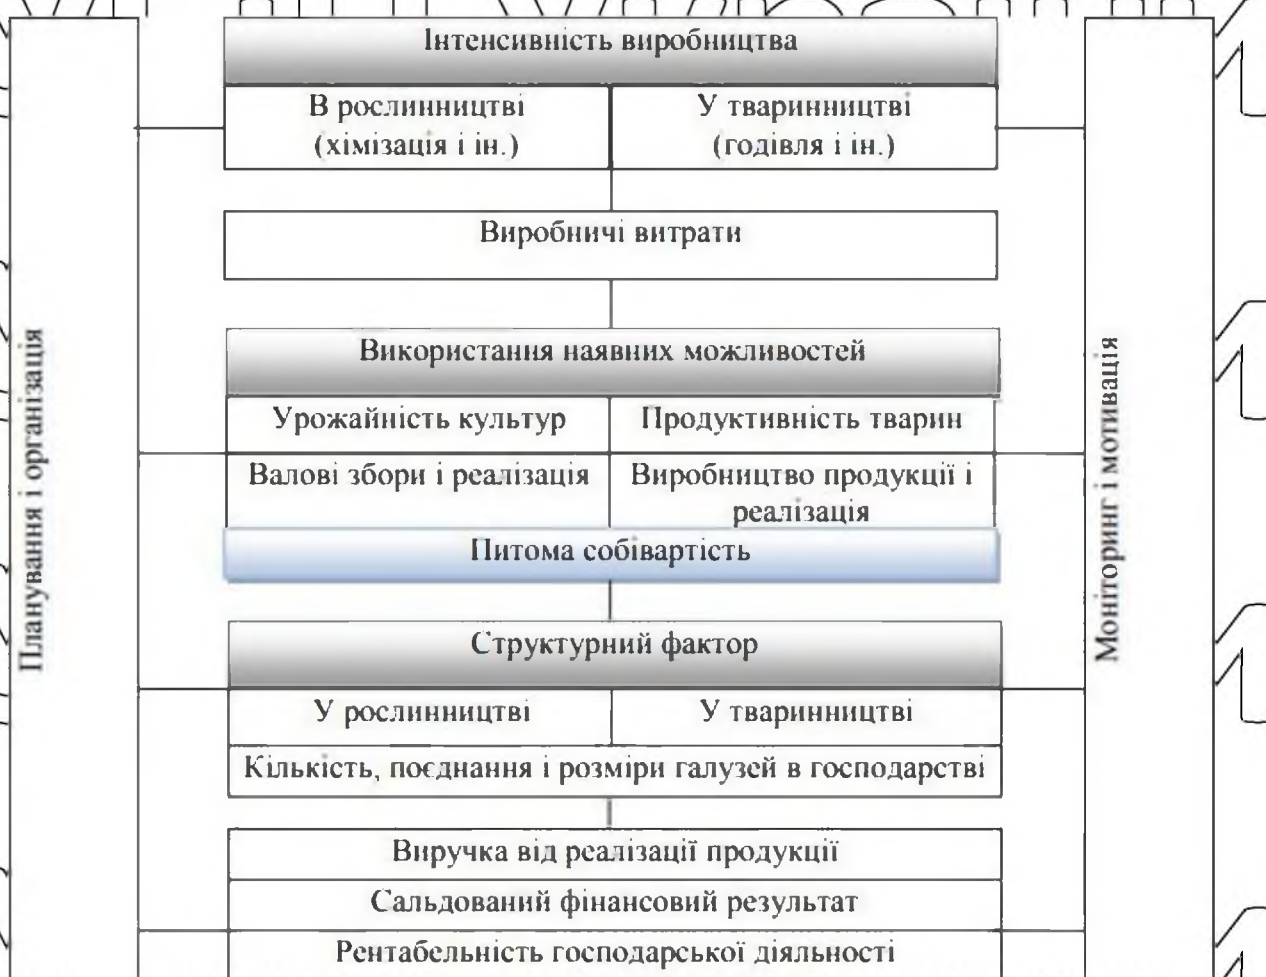 Інтенсивність виробництва
В рослинництві
(хімізація і ін.)
У тваринництві
(годівля і ін.)
Виробничі витрати
Використання наявних можливостей
Урожайність культур
Продуктивність тварин
Валові збори і реалізація
Виробництво продукції і
реалізація
Питома собівартість
Структурний фактор
У рослинництві
У тваринництві
Кількість, поєднання і розміри галузей в господарстві
Виручка від реалізації продукції
Сальдований фінансовий результат
Рентабельність господарської діяльності
Планування і організація
Моніторинг і мотивація